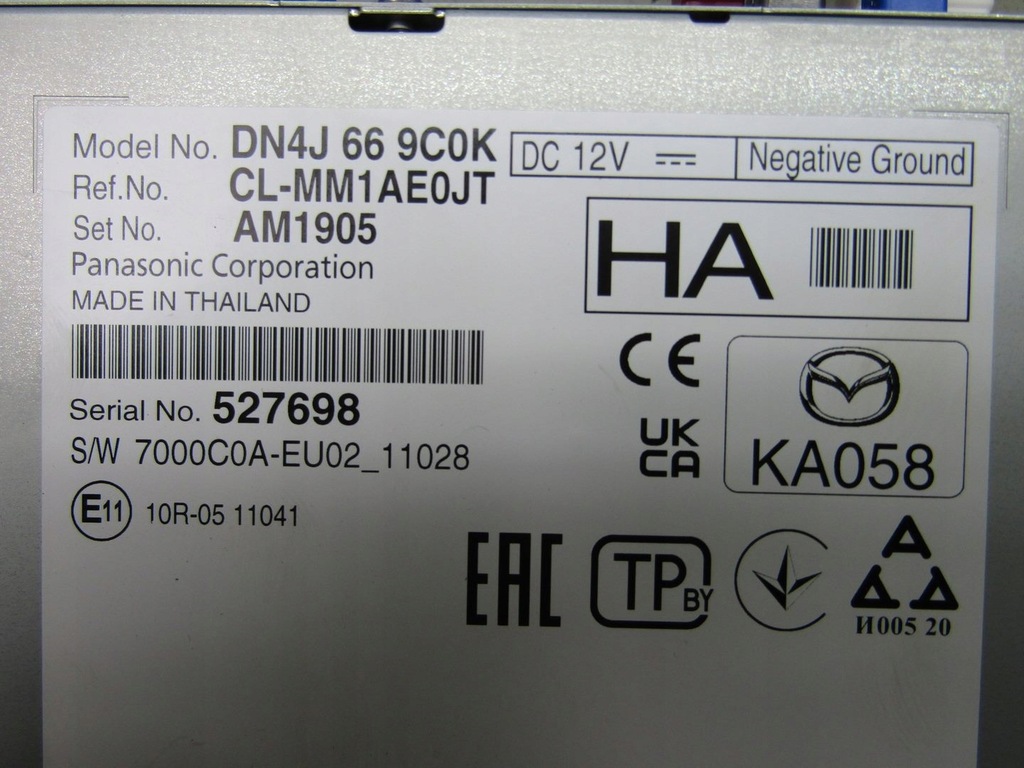 Model No. DN4J 66 9C0K
Ref.No. CL-MM1AE0JT
Set No. AM1905
Panasonic Corporation
MADE IN THAILAND
DC 12V Negative Ground
HA
Serial No. 527698
S/W 7000C0A-EU02_11028
E11 10R-05 11041
CE
UK
CA
KA058
EAC
TP BY
И005 20